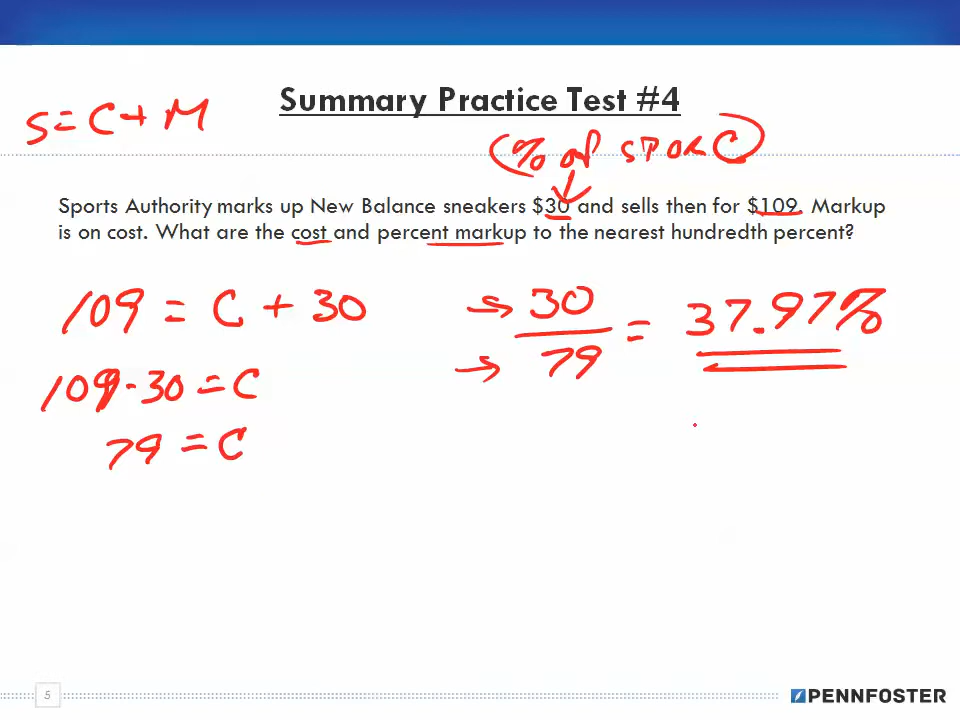 Summary Practice Test #4
S = C + M
(% of SP OR C)
Sports Authority marks up New Balance sneakers $30 and sells then for $109. Markup
is on cost. What are the cost and percent markup to the nearest hundredth percent?
109 = C + 30
109 - 30 = C
79 = C
30
79
= 37.97%
5
PENNFOSTER